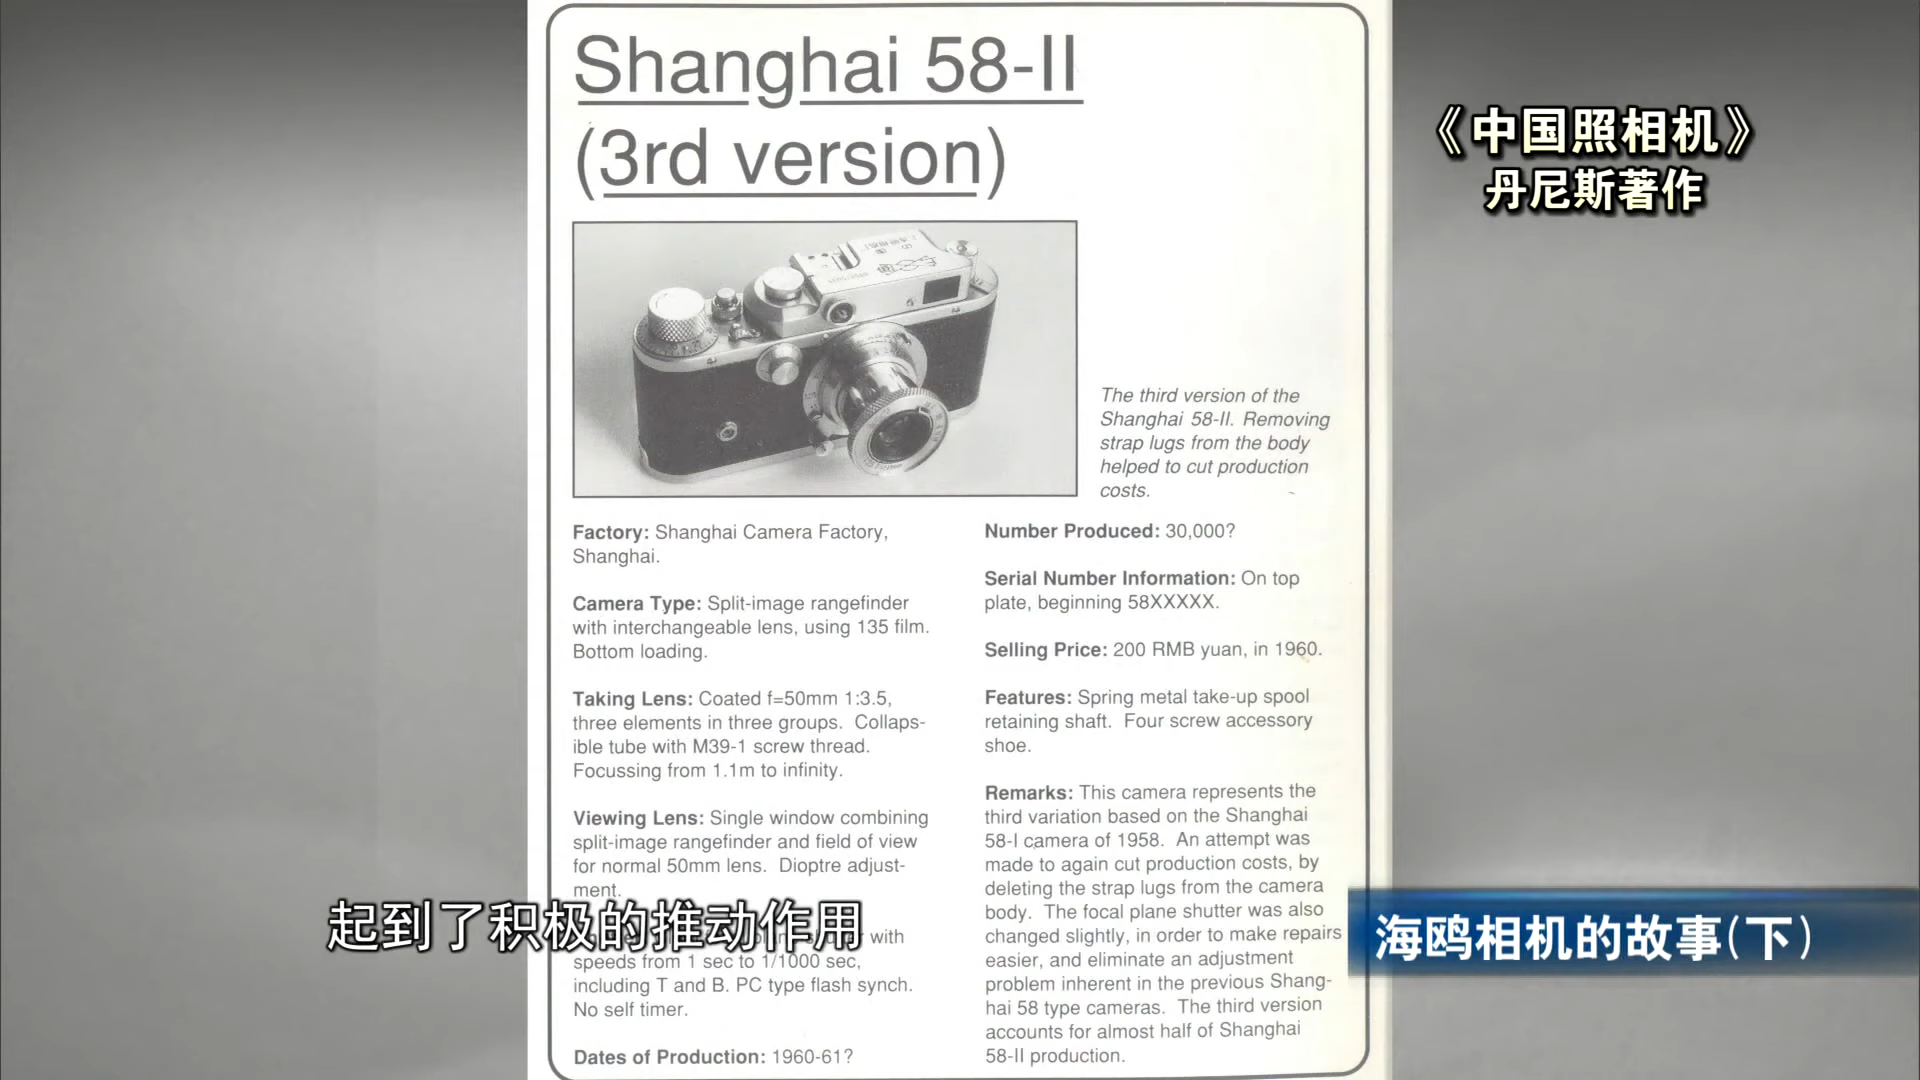 Shanghai 58-II
(3rd version)
The third version of the
Shanghai 58-II. Removing
strap lugs from the body
helped to cut production
costs.
Factory: Shanghai Camera Factory,
Shanghai.
Camera Type: Split-image rangefinder
with interchangeable lens, using 135 film.
Bottom loading.
Taking Lens: Coated f=50mm 1:3.5,
three elements in three groups. Collaps-
ible tube with M39-1 screw thread.
Focussing from 1.1m to infinity.
Viewing Lens: Single window combining
split-image rangefinder and field of view
for normal 50mm lens. Dioptre adjust-
ment.
with
speeds from 1 sec to 1/1000 sec,
including T and B. PC type flash synch.
No self timer.
Dates of Production: 1960-61?
Number Produced: 30,000?
Serial Number Information: On top
plate, beginning 58XXXXX.
Selling Price: 200 RMB yuan, in 1960.
Features: Spring metal take-up spool
retaining shaft. Four screw accessory
shoe.
Remarks: This camera represents the
third variation based on the Shanghai
58-I camera of 1958. An attempt was
made to again cut production costs, by
deleting the strap lugs from the camera
body. The focal plane shutter was also
changed slightly, in order to make repairs
easier, and eliminate an adjustment
problem inherent in the previous Shang-
hai 58 type cameras. The third version
accounts for almost half of Shanghai
58-II production.
《中国照相机》
丹尼斯著作
起到了积极的推动作用
海鸥相机的故事(下)